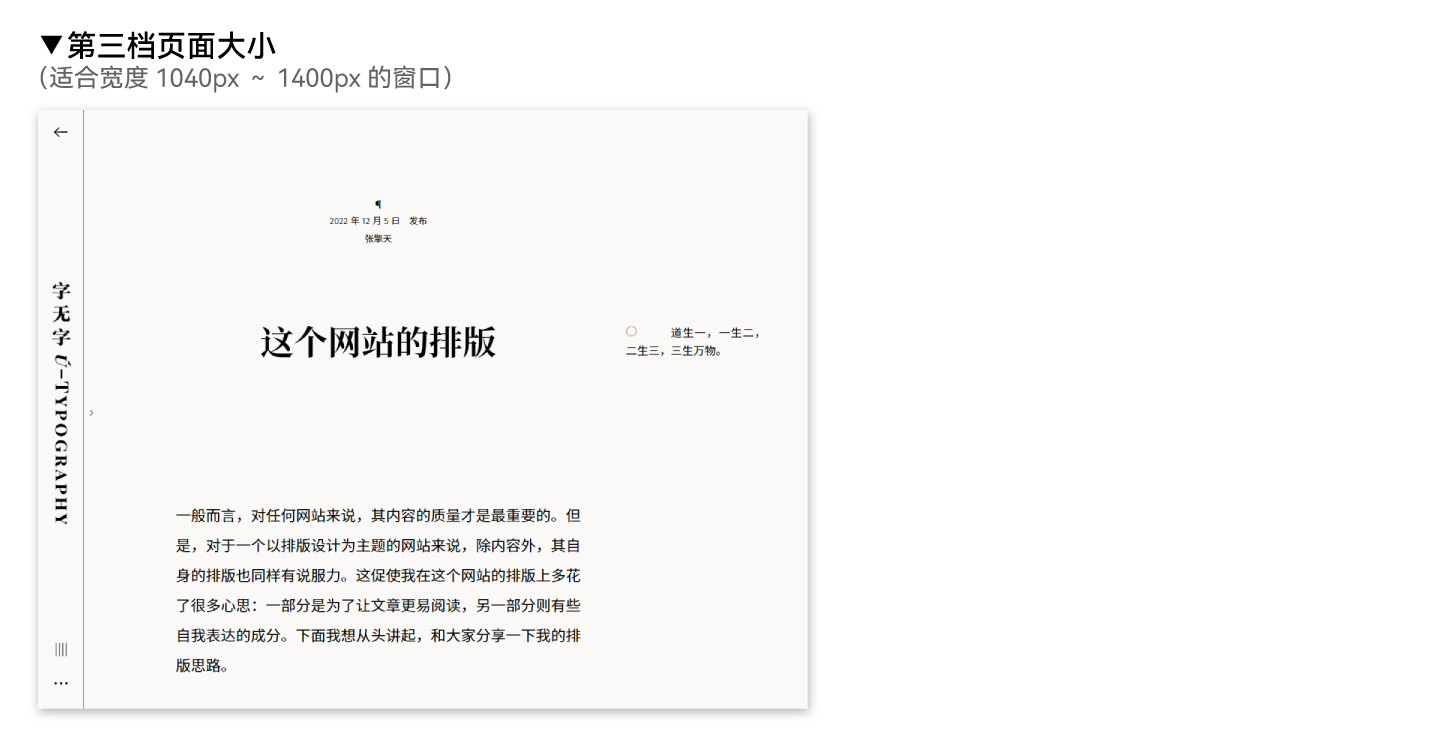 ▼第三档页面大小
（适合宽度 1040px ~ 1400px 的窗口）
←
字无字 Ü–TYPOGRAPHY
¶
2022 年 12 月 5 日　发布
张擎天
这个网站的排版
○　　道生一，一生二，
二生三，三生万物。
›
一般而言，对任何网站来说，其内容的质量才是最重要的。但
是，对于一个以排版设计为主题的网站来说，除内容外，其自
身的排版也同样有说服力。这促使我在这个网站的排版上多花
了很多心思：一部分是为了让文章更易阅读，另一部分则有些
自我表达的成分。下面我想从头讲起，和大家分享一下我的排
版思路。